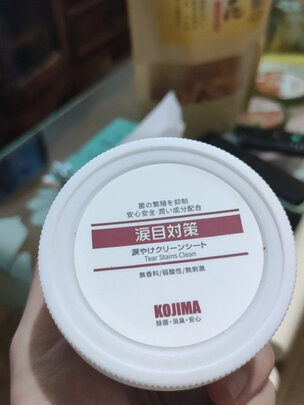 菌の繁殖を抑制
安心安全·潤い成分配合
涙目対策
涙やけクリーンシート
Tear Stains Clean
無香料/弱酸性/無刺激
KOJIMA
除菌·消臭·安心